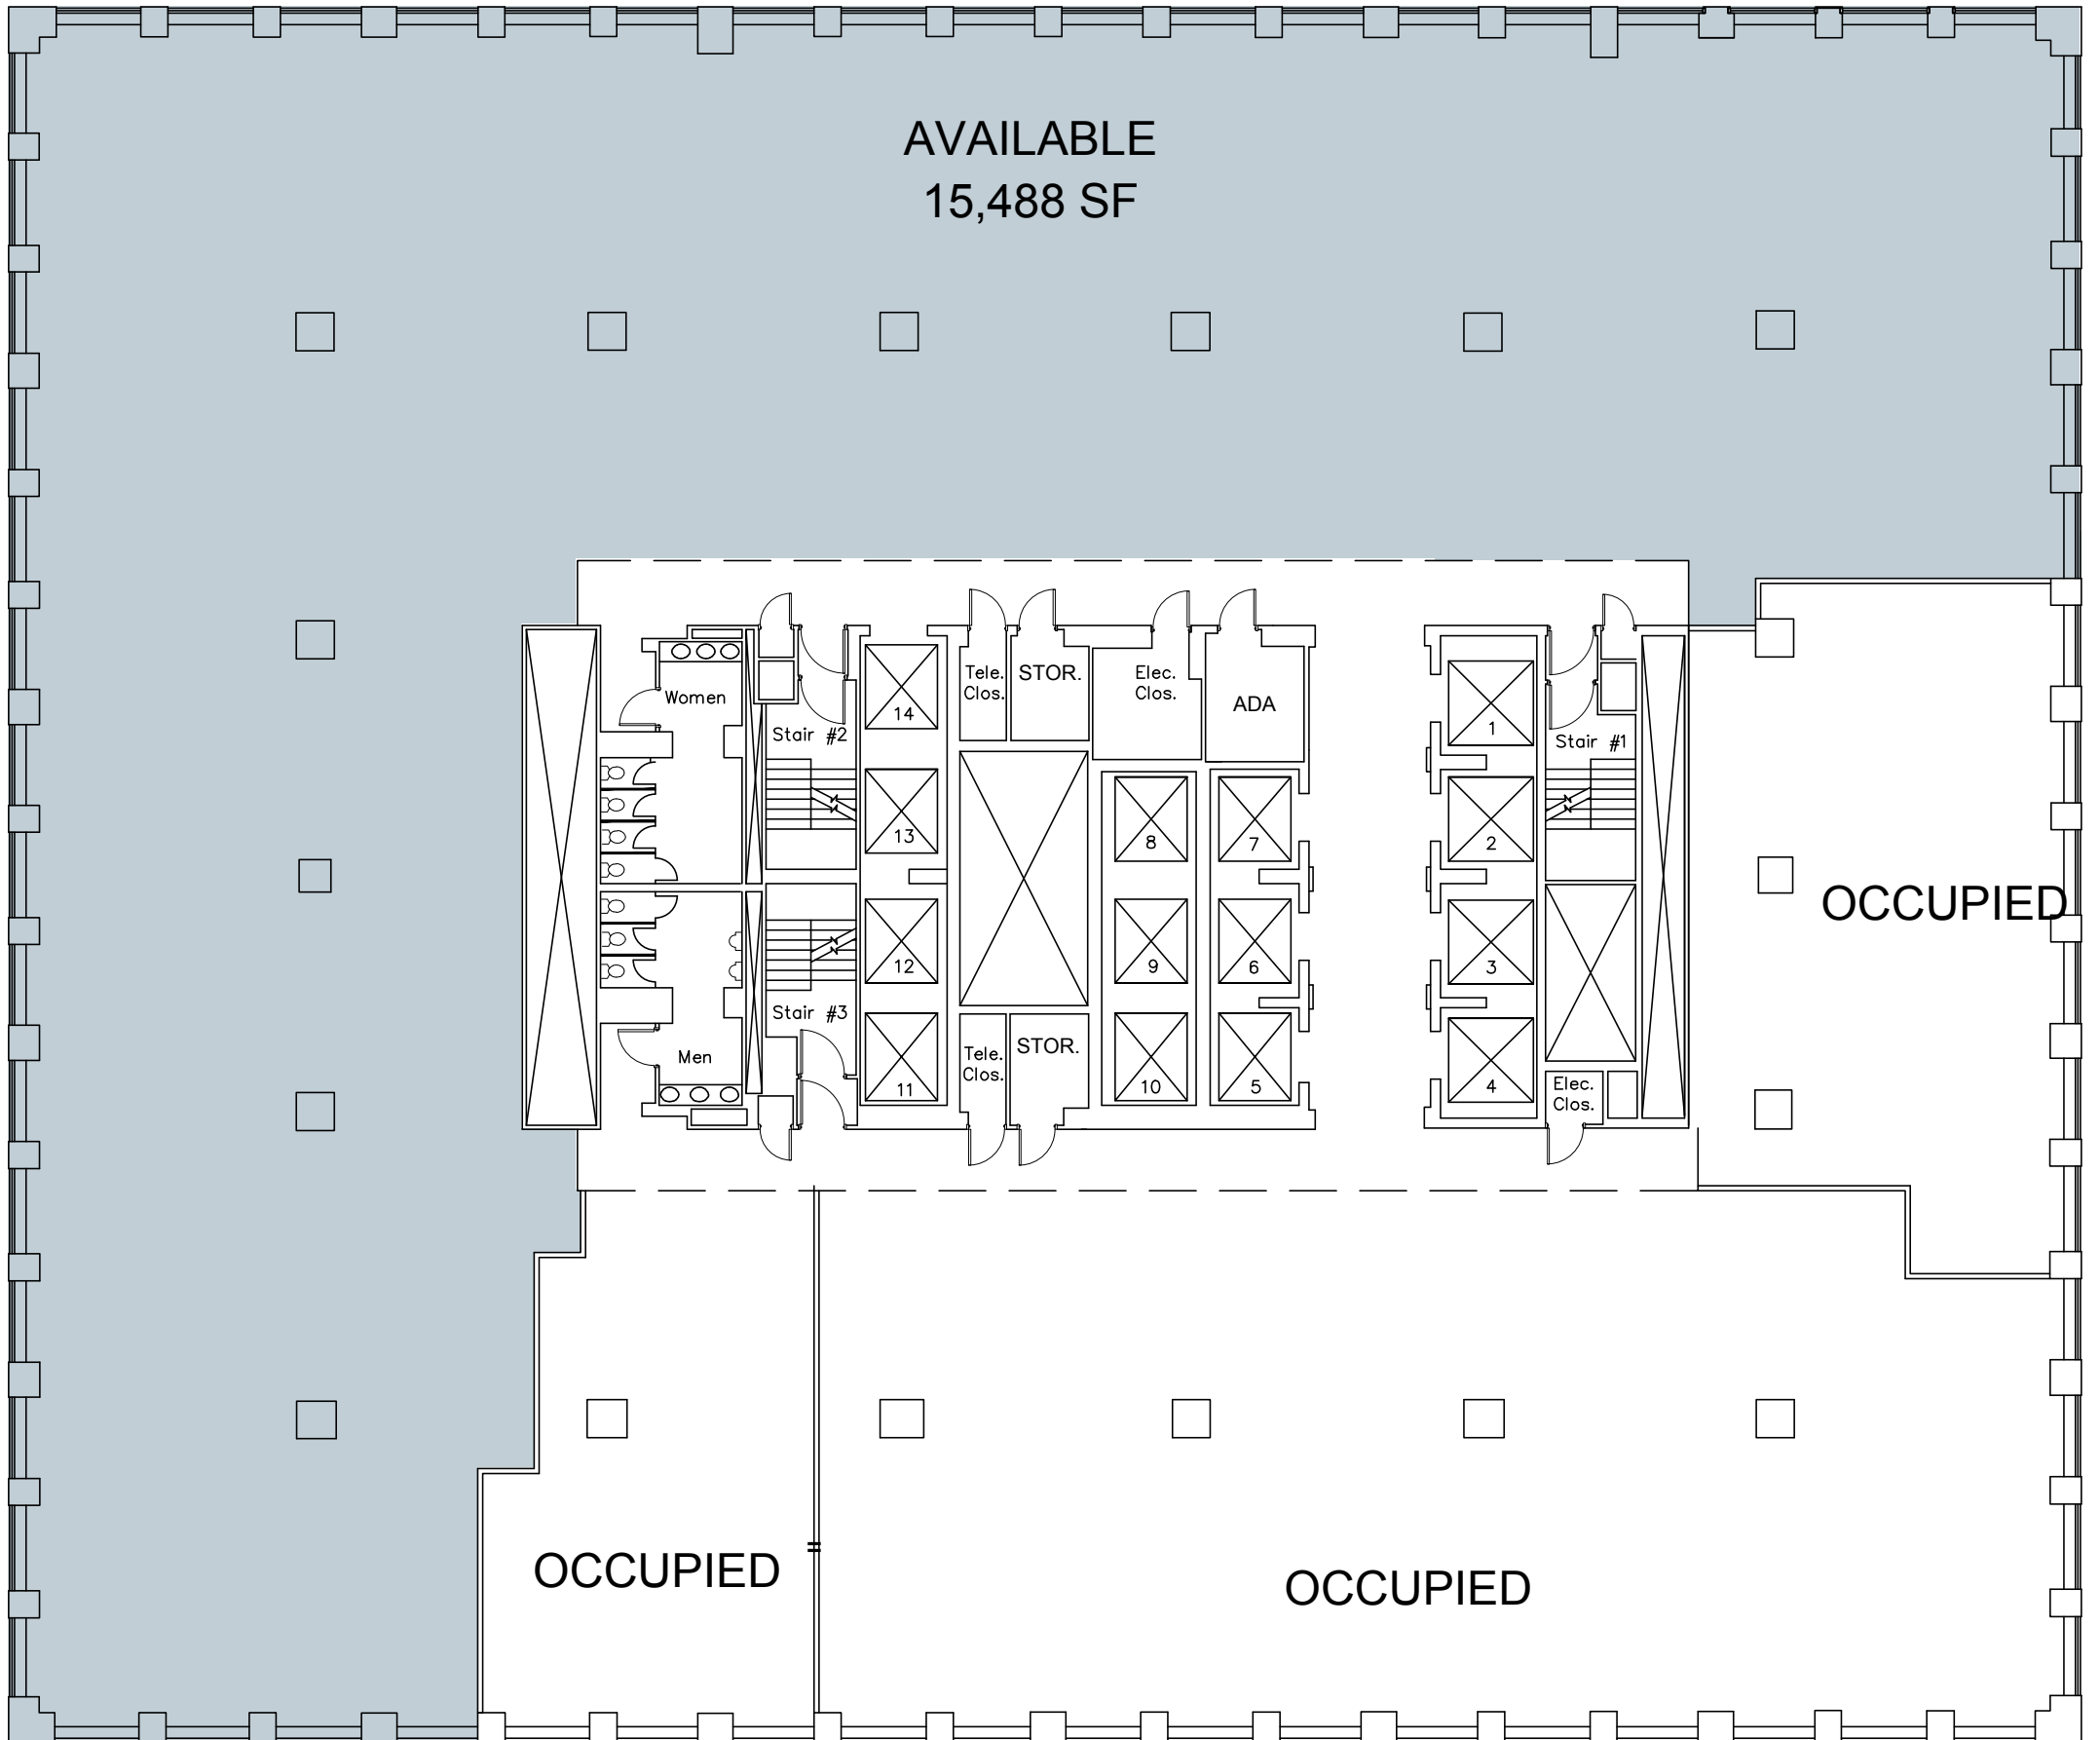 AVAILABLE
15,488 SF
Women
Stair #2
14
Tele.
Clos.
STOR.
Elec.
Clos.
ADA
1
Stair #1
13
8
7
2
OCCUPIED
12
9
6
3
Stair #3
Men
11
Tele.
Clos.
STOR.
10
5
4
Elec.
Clos.
OCCUPIED
OCCUPIED